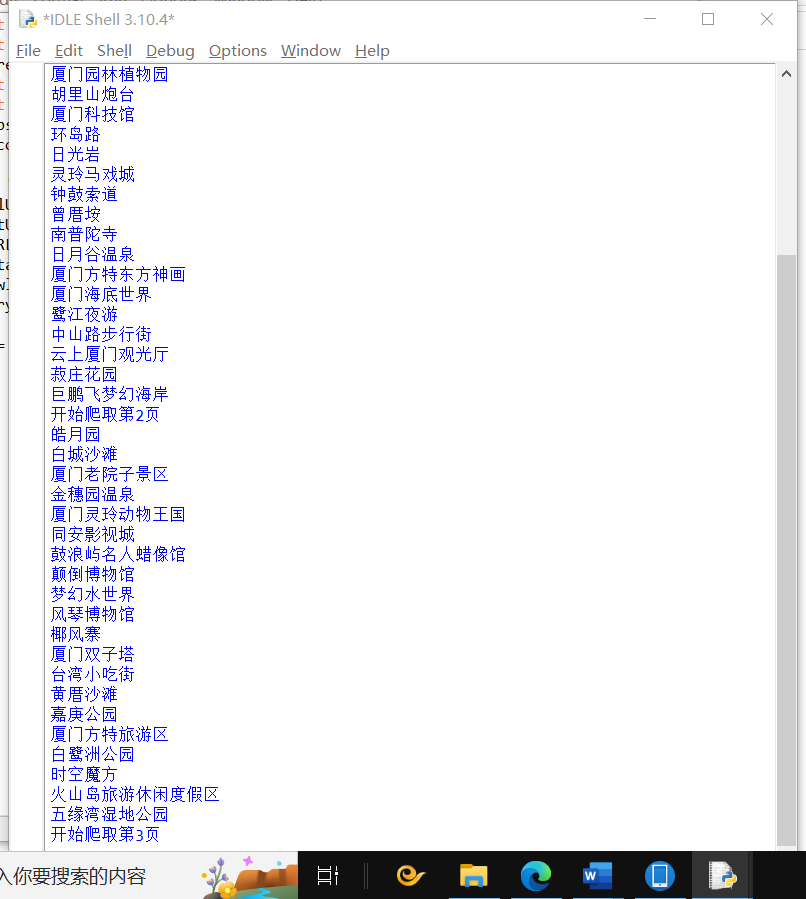 *IDLE Shell 3.10.4*
File Edit Shell Debug Options Window Help
厦门园林植物园
胡里山炮台
厦门科技馆
环岛路
日光岩
灵玲马戏城
钟鼓索道
曾厝垵
南普陀寺
日月谷温泉
厦门方特东方神画
厦门海底世界
鹭江夜游
中山路步行街
云上厦门观光厅
菽庄花园
巨鹏飞梦幻海岸
开始爬取第2页
皓月园
白城沙滩
厦门老院子景区
金穗园温泉
厦门灵玲动物王国
同安影视城
鼓浪屿名人蜡像馆
颠倒博物馆
梦幻水世界
风琴博物馆
椰风寨
厦门双子塔
台湾小吃街
黄厝沙滩
嘉庚公园
厦门方特旅游区
白鹭洲公园
时空魔方
火山岛旅游休闲度假区
五缘湾湿地公园
开始爬取第3页
入你要搜索的内容